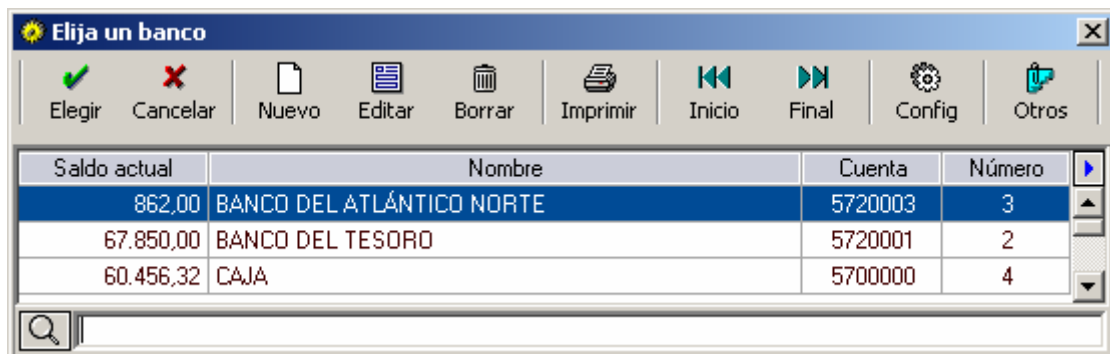 Elija un banco
Elegir Cancelar Nuevo Editar Borrar Imprimir Inicio Final Config Otros
Saldo actual Nombre Cuenta Número
862,00 BANCO DEL ATLÁNTICO NORTE 5720003 3
67.850,00 BANCO DEL TESORO 5720001 2
60.456,32 CAJA 5700000 4